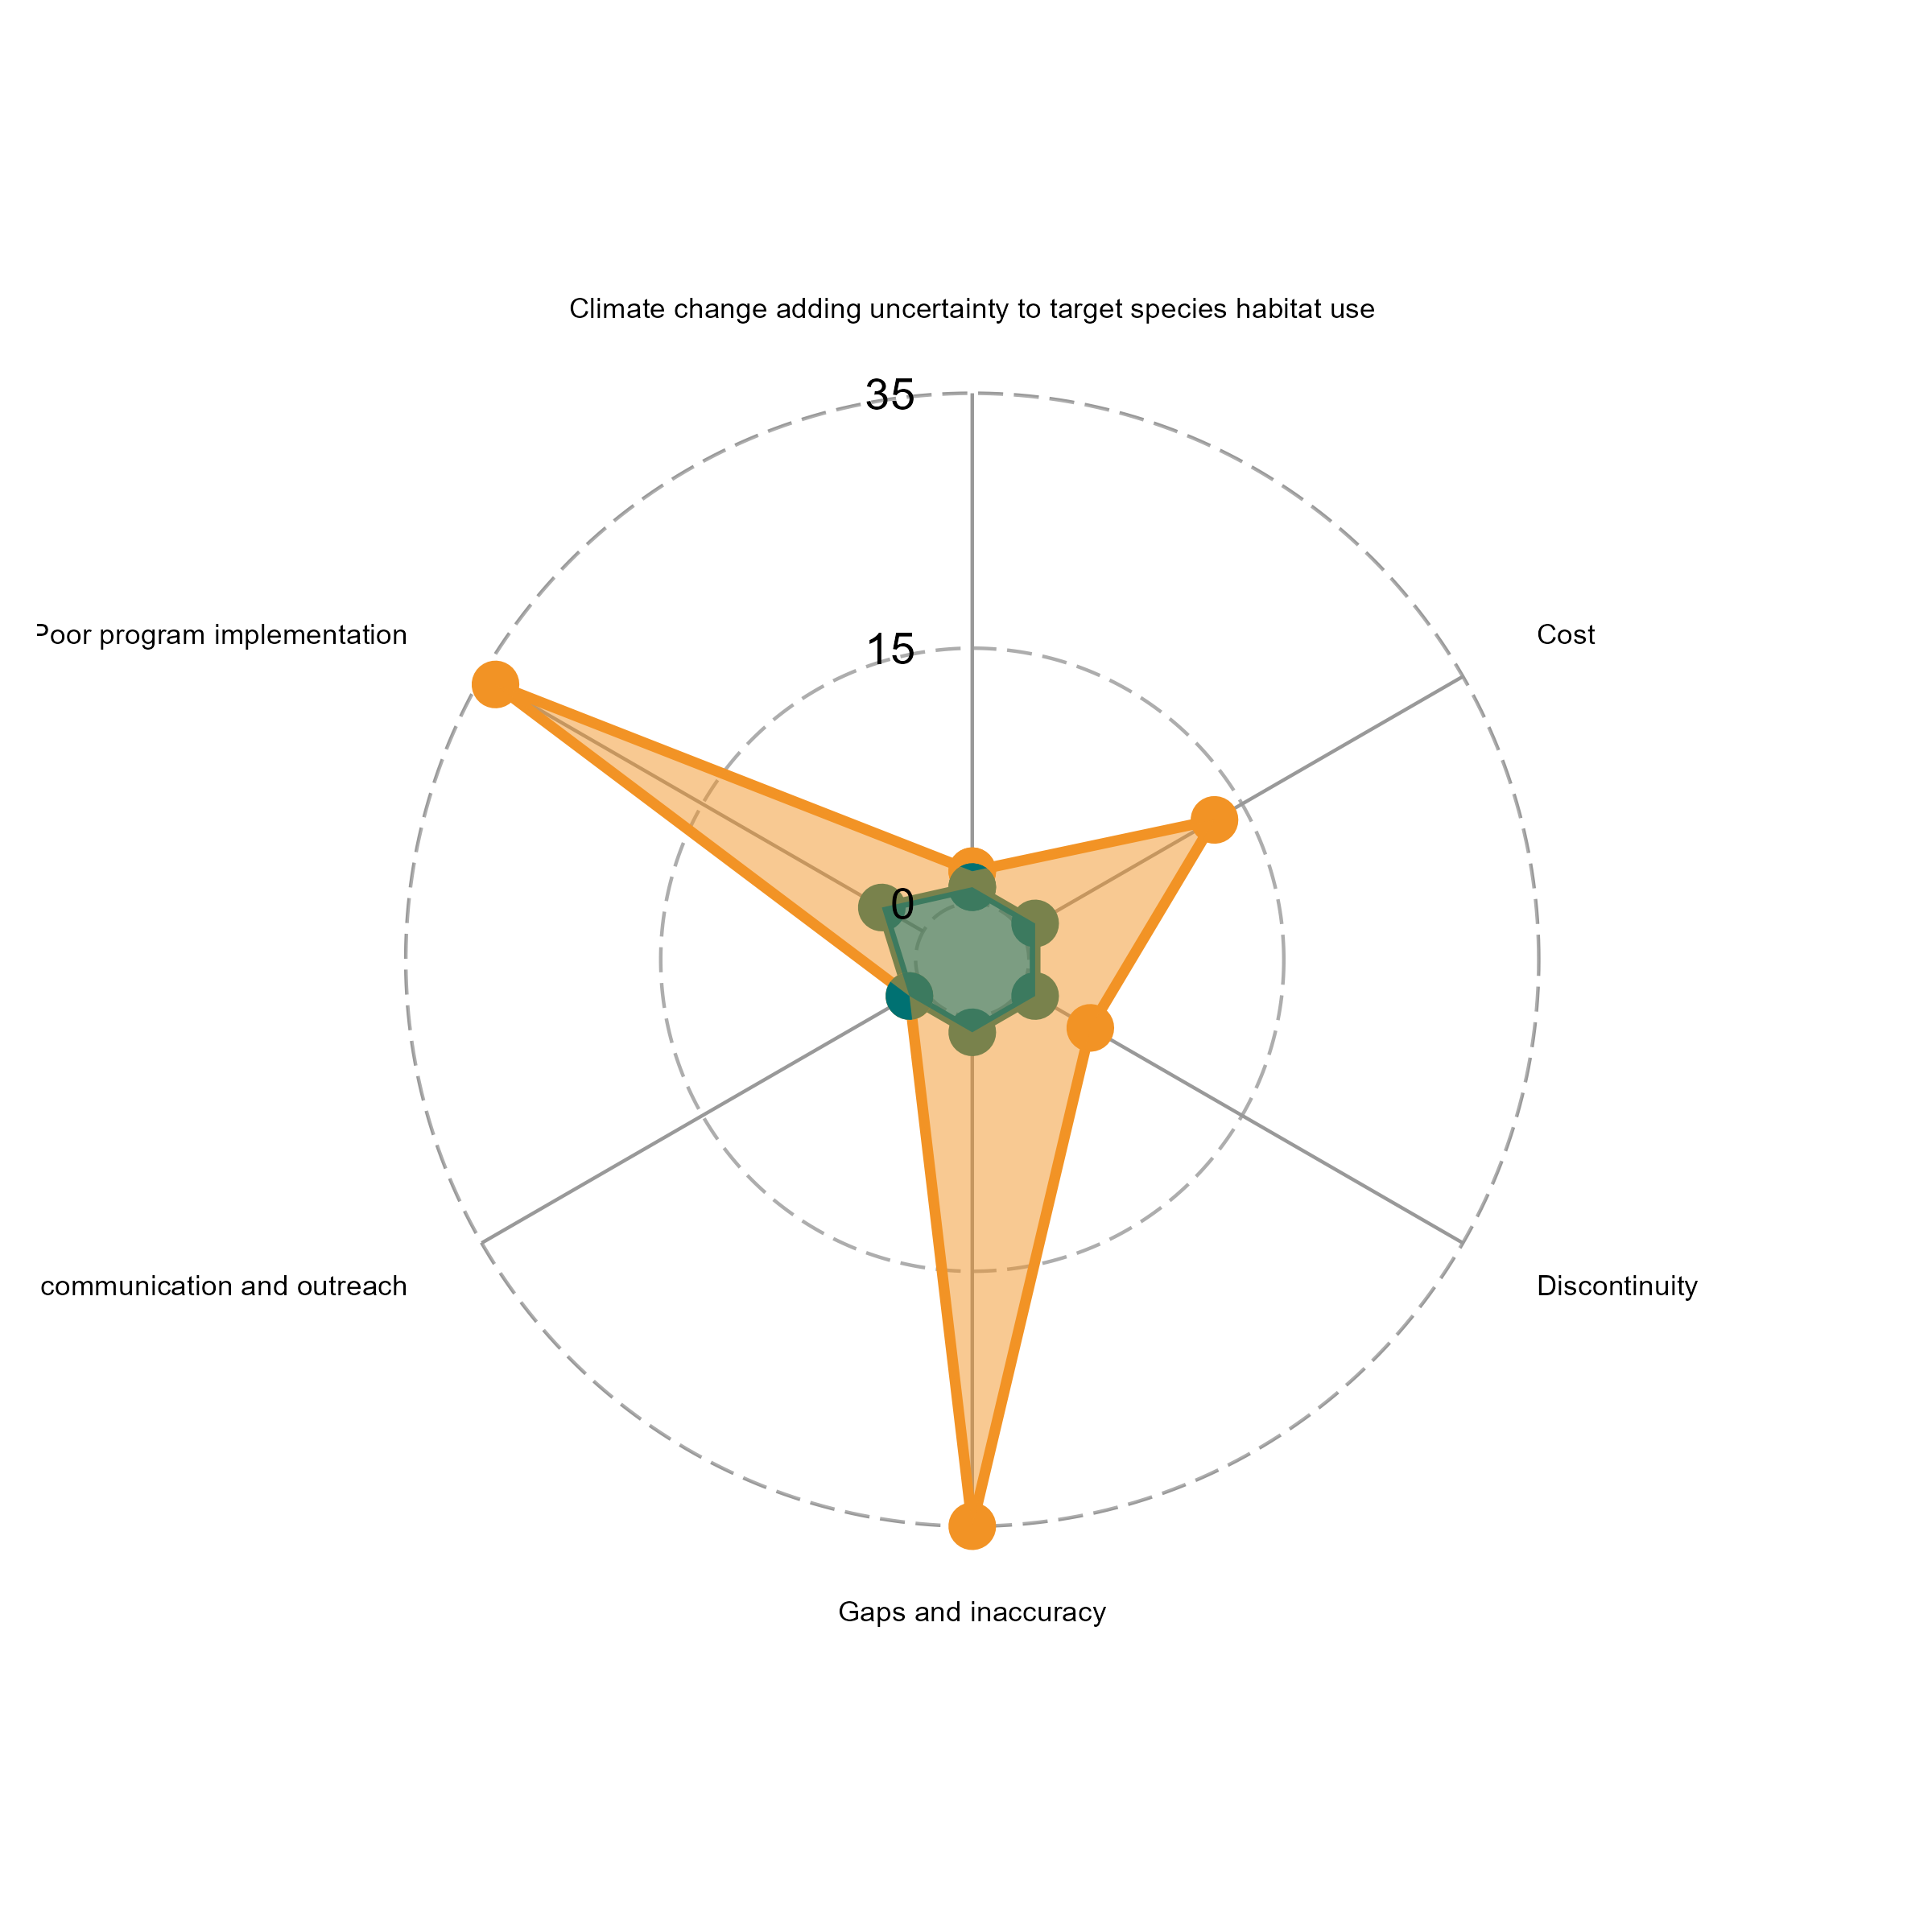 Climate change adding uncertainty to target species habitat use
35
Poor program implementation
Cost
15
0
communication and outreach
Discontinuity
Gaps and inaccuracy